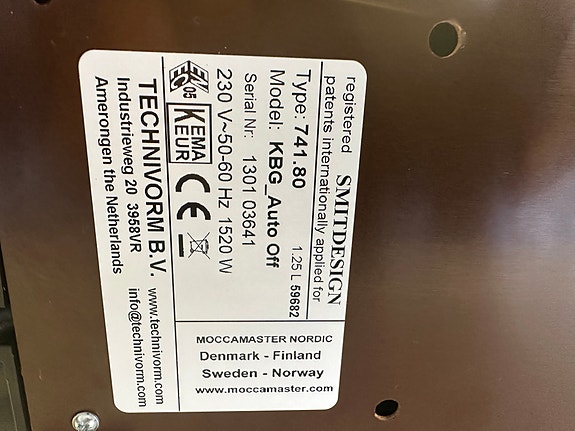 registered SMITDESIGN
patents internationally applied for
Type: 741.80 1.25 L 59682
Model: KBG_Auto Off
Serial Nr: 1301 03641
230 V~50-60 Hz 1520 W
05 KEMA
KEUR CE
TECHNIVORM B.V. www.technivorm.com
Industrieweg 20 3958VR info@technivorm.com
Amerongen the Netherlands
MOCCAMASTER NORDIC
Denmark - Finland
Sweden - Norway
www.moccamaster.com